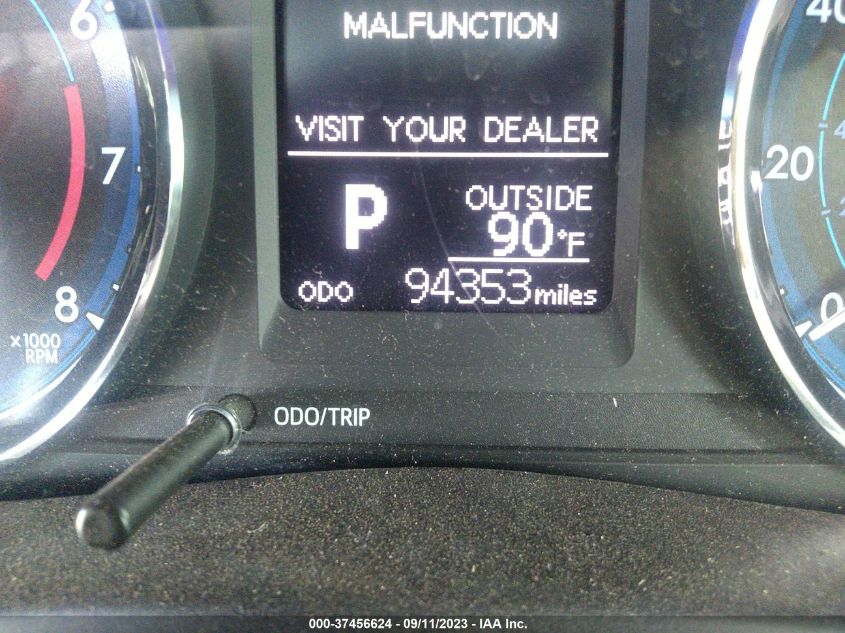 MALFUNCTION
VISIT YOUR DEALER
P
OUTSIDE
90°F
ODO 94353 miles
6
7
8
x1000
RPM
40
20
0
ODO/TRIP
000-37456624 - 09/11/2023 - IAA Inc.